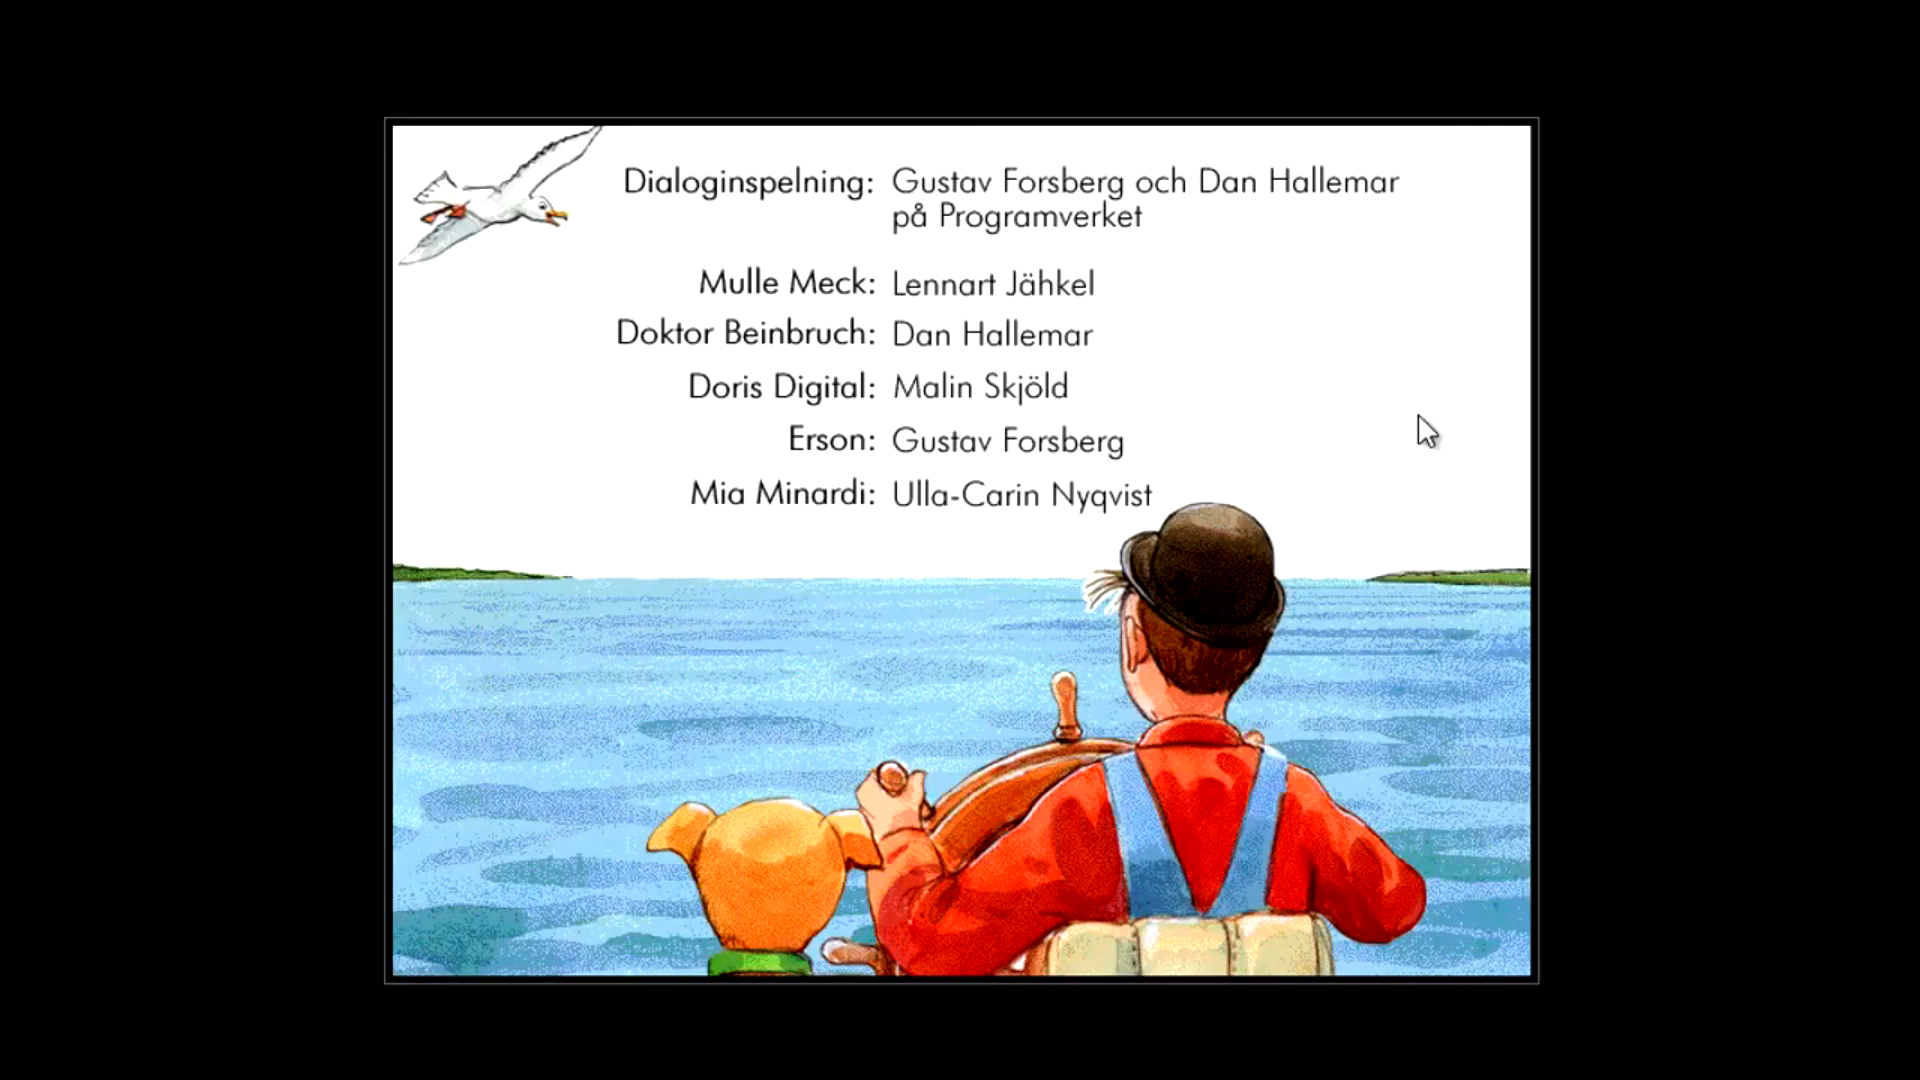 Dialoginspelning: Gustav Forsberg och Dan Hallemar
på Programverket
Mulle Meck: Lennart Jähkel
Doktor Beinbruch: Dan Hallemar
Doris Digital: Malin Skjöld
Erson: Gustav Forsberg
Mia Minardi: Ulla-Carin Nyqvist